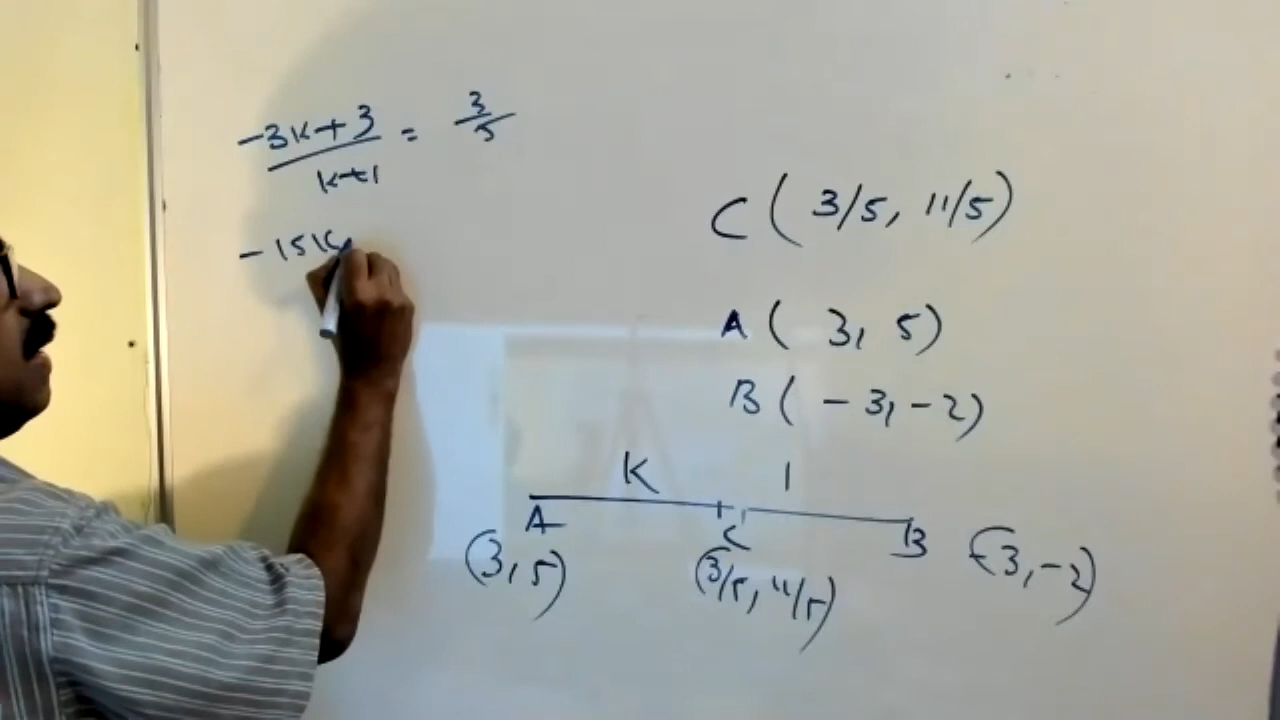 -3K+3/K+1 = 3/5
-15K
C ( 3/5, 11/5)
A ( 3, 5)
B ( -3, -2)
K 1
A C B
(3, 5) (3/5, 11/5) (-3, -2)